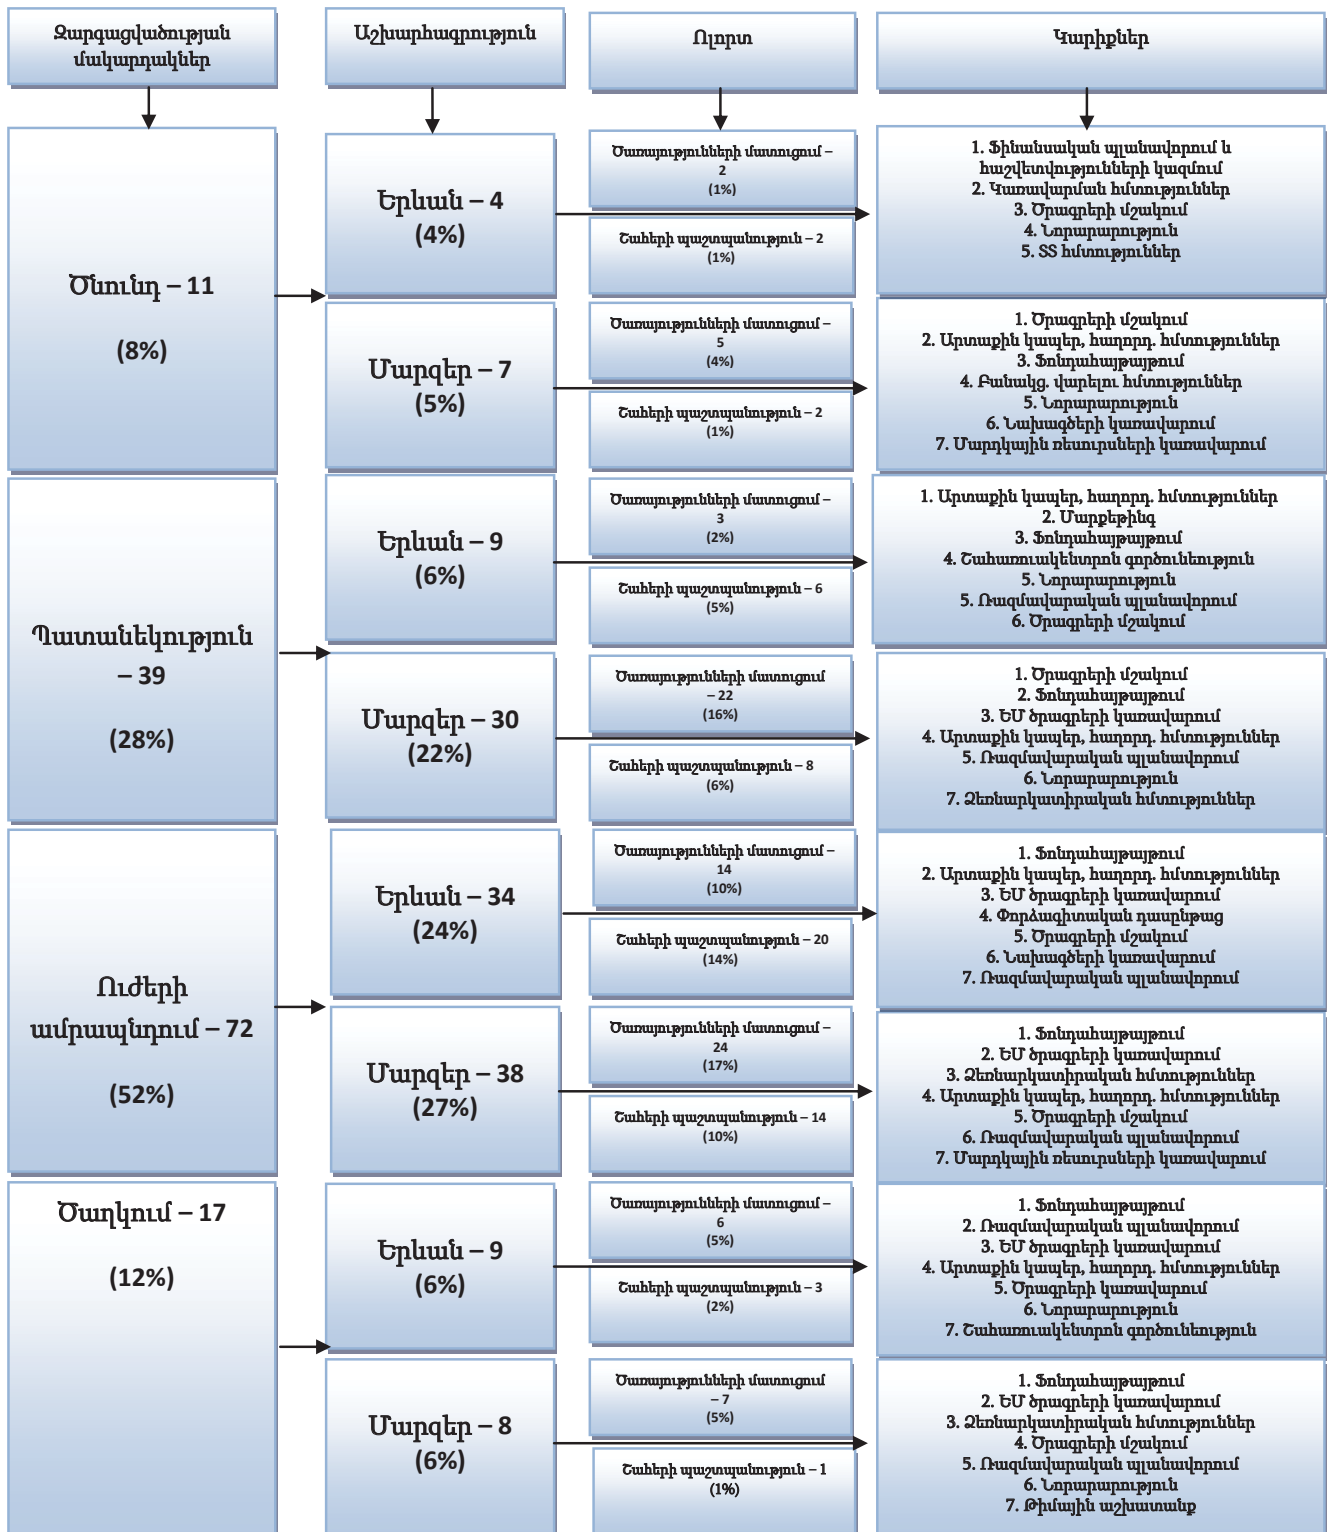 Զարգացվածության
մակարդակներ
Աշխարհագրություն
Ոլորտ
Կարիքներ
Ծնունդ – 11
(8%)
Երևան – 4
(4%)
Ծառայությունների մատուցում –
2
(1%)
Շահերի պաշտպանություն – 2
(1%)
1. Ֆինանսական պլանավորում և
հաշվետվությունների կազմում
2. Կառավարման հմտություններ
3. Ծրագրերի մշակում
4. Նորարարություն
5. ՏՏ հմտություններ
Մարզեր – 7
(5%)
Ծառայությունների մատուցում –
5
(4%)
Շահերի պաշտպանություն – 2
(1%)
1. Ծրագրերի մշակում
2. Արտաքին կապեր, հաղորդ. հմտություններ
3. Ֆոնդահայթայթում
4. Բանակց. վարելու հմտություններ
5. Նորարարություն
6. Նախագծերի կառավարում
7. Մարդկային ռեսուրսների կառավարում
Պատանեկություն
– 39
(28%)
Երևան – 9
(6%)
Ծառայությունների մատուցում –
3
(2%)
Շահերի պաշտպանություն – 6
(5%)
1. Արտաքին կապեր, հաղորդ. հմտություններ
2. Մարքեթինգ
3. Ֆոնդահայթայթում
4. Շահառուակենտրոն գործունեություն
5. Նորարարություն
5. Ռազմավարական պլանավորում
6. Ծրագրերի մշակում
Մարզեր – 30
(22%)
Ծառայությունների մատուցում
– 22
(16%)
Շահերի պաշտպանություն – 8
(6%)
1. Ծրագրերի մշակում
2. Ֆոնդահայթայթում
3. ԵՄ ծրագրերի կառավարում
4. Արտաքին կապեր, հաղորդ. հմտություններ
5. Ռազմավարական պլանավորում
6. Նորարարություն
7. Ձեռնարկատիրական հմտություններ
Ուժերի
ամրապնդում – 72
(52%)
Երևան – 34
(24%)
Ծառայությունների մատուցում –
14
(10%)
Շահերի պաշտպանություն – 20
(14%)
1. Ֆոնդահայթայթում
2. Արտաքին կապեր, հաղորդ. հմտություններ
3. ԵՄ ծրագրերի կառավարում
4. Փորձագիտական դասընթաց
5. Ծրագրերի մշակում
6. Նախագծերի կառավարում
7. Ռազմավարական պլանավորում
Մարզեր – 38
(27%)
Ծառայությունների մատուցում –
24
(17%)
Շահերի պաշտպանություն – 14
(10%)
1. Ֆոնդահայթայթում
2. ԵՄ ծրագրերի կառավարում
3. Ձեռնարկատիրական հմտություններ
4. Արտաքին կապեր, հաղորդ. հմտություններ
5. Ծրագրերի մշակում
6. Ռազմավարական պլանավորում
7. Մարդկային ռեսուրսների կառավարում
Ծաղկում – 17
(12%)
Երևան – 9
(6%)
Ծառայությունների մատուցում –
6
(5%)
Շահերի պաշտպանություն – 3
(2%)
1. Ֆոնդահայթայթում
2. Ռազմավարական պլանավորում
3. ԵՄ ծրագրերի կառավարում
4. Արտաքին կապեր, հաղորդ. հմտություններ
5. Ծրագրերի կառավարում
6. Նորարարություն
7. Շահառուակենտրոն գործունեություն
Մարզեր – 8
(6%)
Ծառայությունների մատուցում
– 7
(5%)
Շահերի պաշտպանություն – 1
(1%)
1. Ֆոնդահայթայթում
2. ԵՄ ծրագրերի կառավարում
3. Ձեռնարկատիրական հմտություններ
4. Ծրագրերի մշակում
5. Ռազմավարական պլանավորում
6. Նորարարություն
7. Թիմային աշխատանք